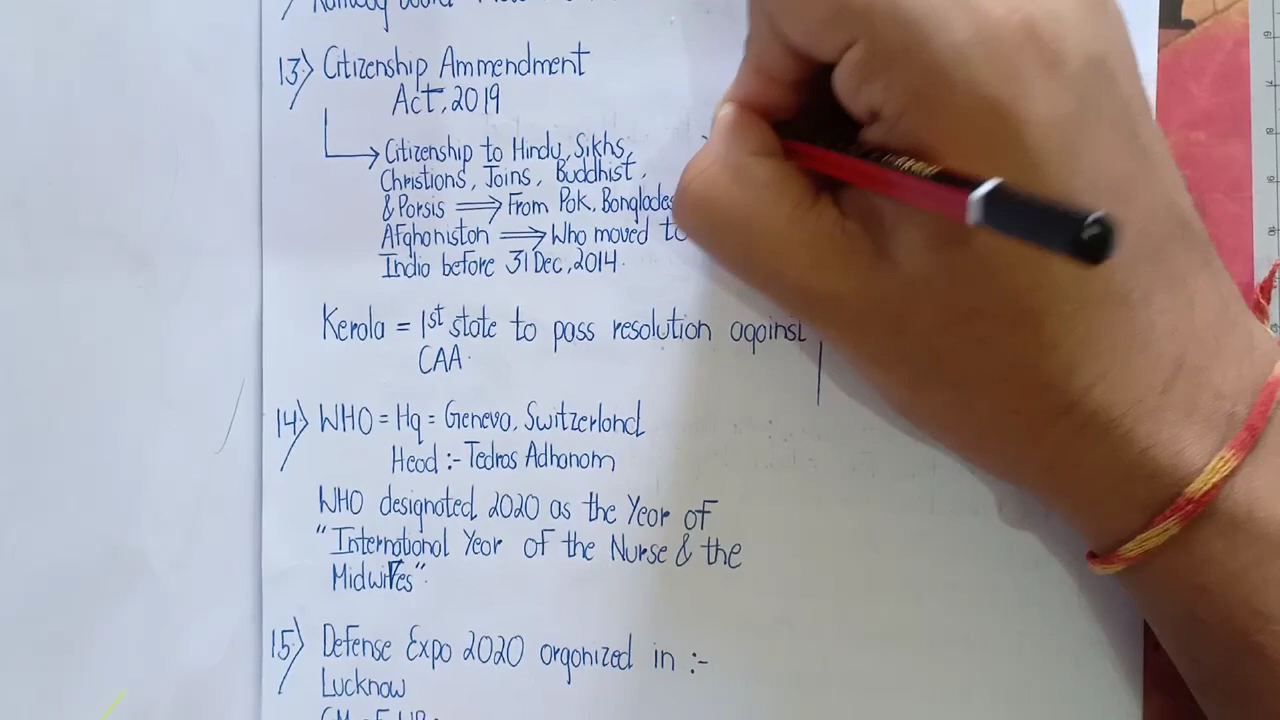 13) Citizenship Ammendment
Act, 2019
Citizenship to Hindu, Sikhs,
Christians, Jains, Buddhist,
& Parsis ⟹ From Pok,
Afghanistan ⟹ Who moved to
India before 31 Dec, 2014.
Kerala = 1st state to pass resolution against
CAA.
14) WHO = Hq = Geneva, Switzerland
Head :- Tedros Adhanom
WHO designated 2020 as the Year of
"International Year of the Nurse & the
Midwifes".
15) Defense Expo 2020 organized in :-
Lucknow